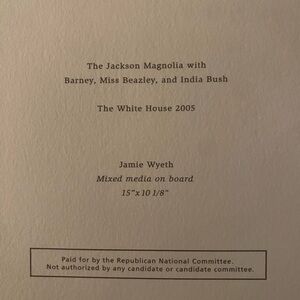 The Jackson Magnolia with
Barney, Miss Beazley, and India Bush
The White House 2005
Jamie Wyeth
Mixed media on board
15"x 10 1/8"
Paid for by the Republican National Committee.
Not authorized by any candidate or candidate committee.